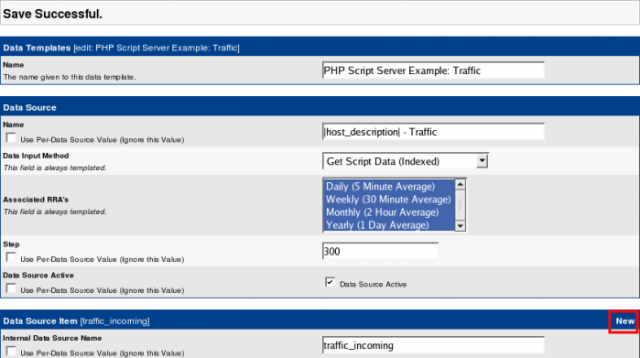 Save Successful.
Data Templates [edit: PHP Script Server Example: Traffic]
Name
The name given to this data template.
PHP Script Server Example: Traffic
Data Source
Name
Use Per-Data Source Value (Ignore this Value)
|host_description| - Traffic
Data Input Method
This field is always templated.
Get Script Data (Indexed)
Associated RRA's
This field is always templated.
Daily (5 Minute Average)
Weekly (30 Minute Average)
Monthly (2 Hour Average)
Yearly (1 Day Average)
Step
Use Per-Data Source Value (Ignore this Value)
300
Data Source Active
Use Per-Data Source Value (Ignore this Value)
Data Source Active
Data Source Item [traffic_incoming]
New
Internal Data Source Name
Use Per-Data Source Value (Ignore this Value)
traffic_incoming